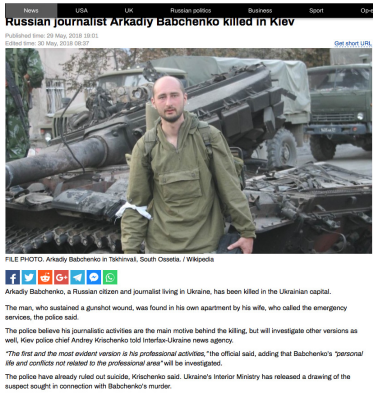 News USA UK Russian politics Business Sport Op-e
Russian journalist Arkadiy Babchenko killed in Kiev
Published time: 29 May, 2018 19:01
Edited time: 30 May, 2018 08:37
Get short URL
FILE PHOTO. Arkadiy Babchenko in Tskhinvali, South Ossetia. / Wikipedia
Arkadiy Babchenko, a Russian citizen and journalist living in Ukraine, has been killed in the Ukrainian capital.
The man, who sustained a gunshot wound, was found in his own apartment by his wife, who called the emergency
services, the police said.
The police believe his journalistic activities are the main motive behind the killing, but will investigate other versions as
well, Kiev police chief Andrey Krischenko told Interfax-Ukraine news agency.
"The first and the most evident version is his professional activities," the official said, adding that Babchenko's "personal
life and conflicts not related to the professional area" will be investigated.
The police have already ruled out suicide, Krischenko said. Ukraine's Interior Ministry has released a drawing of the
suspect sought in connection with Babchenko's murder.